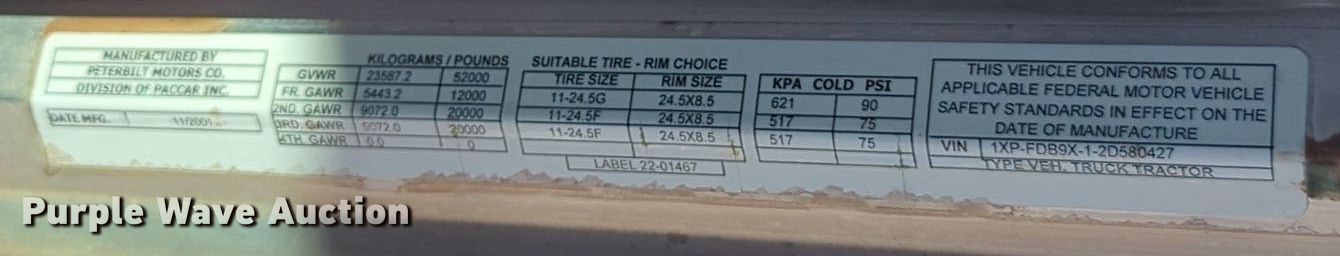 MANUFACTURED BY
PETERBILT MOTORS CO.
DIVISION OF PACCAR INC.
DATE MFG. 11/2001
KILOGRAMS / POUNDS
GVWR 23587.2 52000
FR. GAWR 5443.2 12000
2ND. GAWR 9072.0 20000
3RD. GAWR 9072.0 20000
4TH. GAWR 0.0 0
SUITABLE TIRE - RIM CHOICE
TIRE SIZE RIM SIZE
11-24.5G 24.5X8.5
11-24.5F 24.5X8.5
11-24.5F 24.5X8.5
LABEL 22-01467
KPA COLD PSI
621 90
517 75
517 75
THIS VEHICLE CONFORMS TO ALL
APPLICABLE FEDERAL MOTOR VEHICLE
SAFETY STANDARDS IN EFFECT ON THE
DATE OF MANUFACTURE
VIN 1XP-FDB9X-1-2D580427
TYPE VEH. TRUCK TRACTOR
Purple Wave Auction